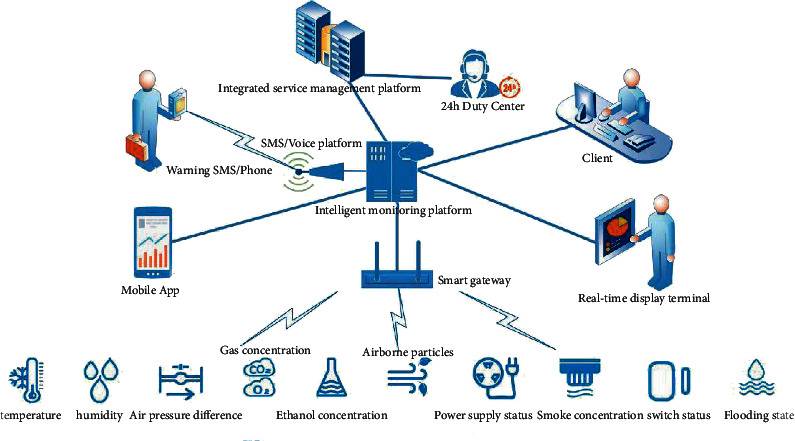 Integrated service management platform
24h
24h Duty Center
SMS/Voice platform
Warning SMS/Phone
Client
Intelligent monitoring platform
Mobile App
Smart gateway
Real-time display terminal
Gas concentration
Airborne particles
CO2
O2
temperature
humidity
Air pressure difference
Ethanol concentration
Power supply status
Smoke concentration
switch status
Flooding state